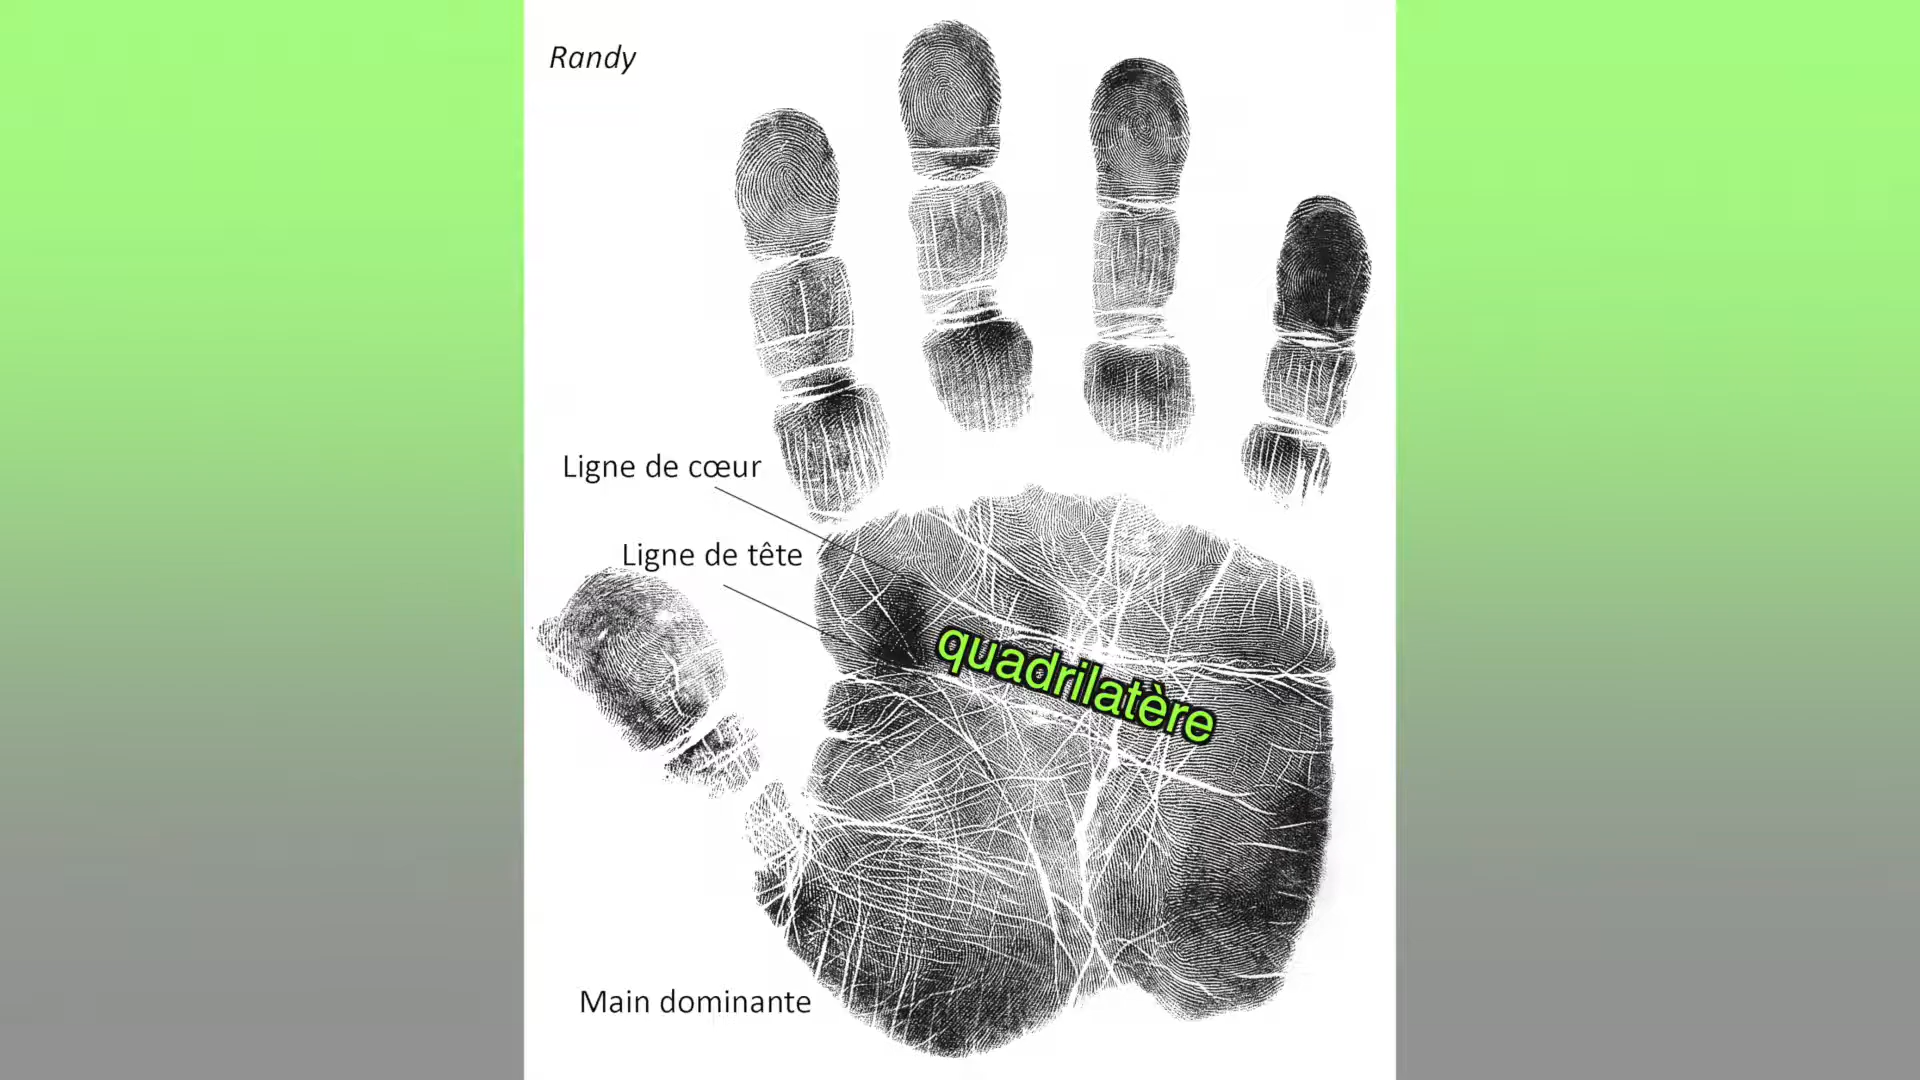 Randy
Ligne de cœur
Ligne de tête
quadrilatère
Main dominante